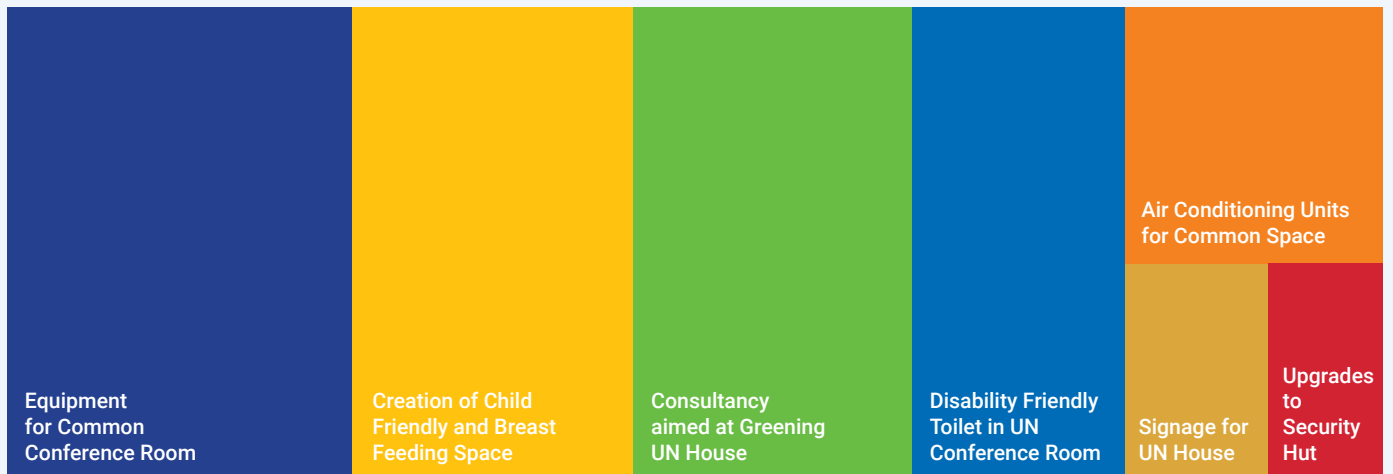 Equipment
for Common
Conference Room
Creation of Child
Friendly and Breast
Feeding Space
Consultancy
aimed at Greening
UN House
Disability Friendly
Toilet in UN
Conference Room
Air Conditioning Units
for Common Space
Signage for
UN House
Upgrades
to
Security
Hut